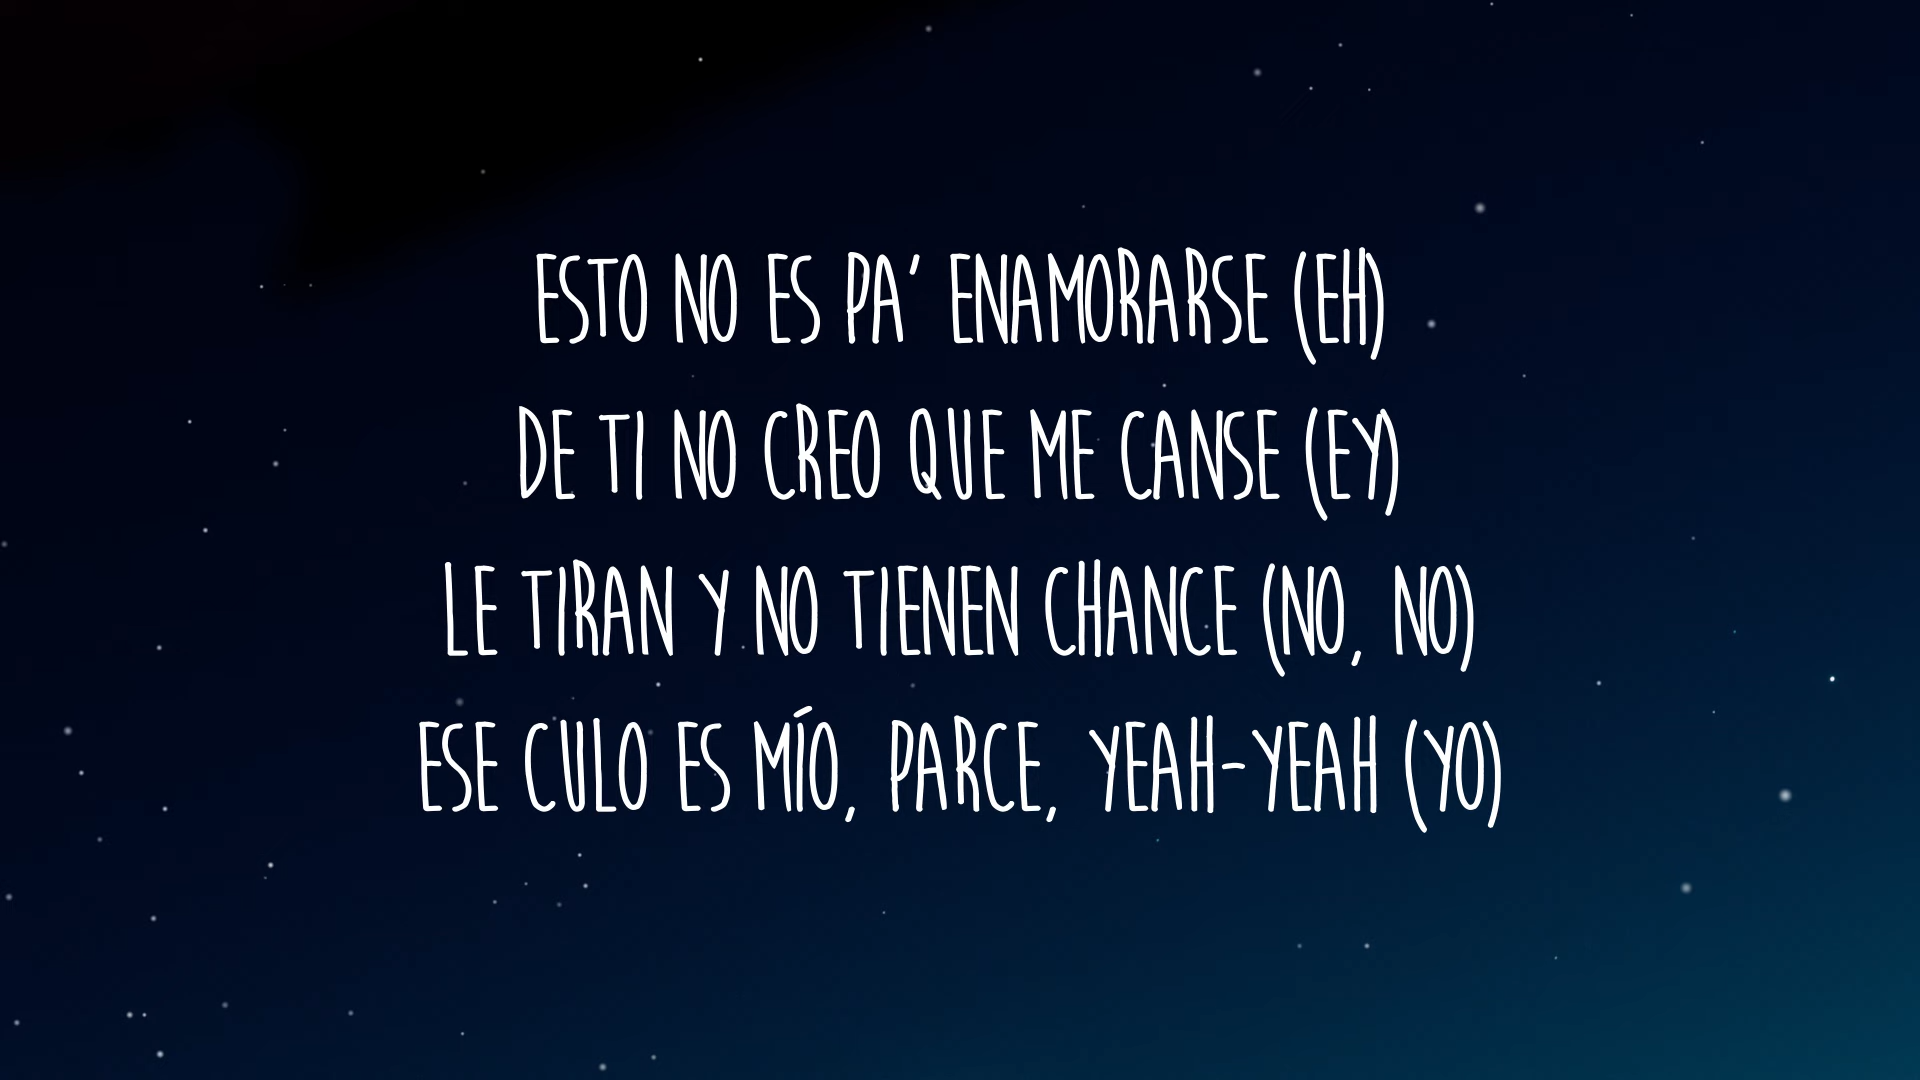 ESTO NO ES PA' ENAMORARSE (EH)
DE TI NO CREO QUE ME CANSE (EY)
LE TIRAN Y NO TIENEN CHANCE (NO, NO)
ESE CULO ES MÍO, PARCE, YEAH-YEAH (YO)